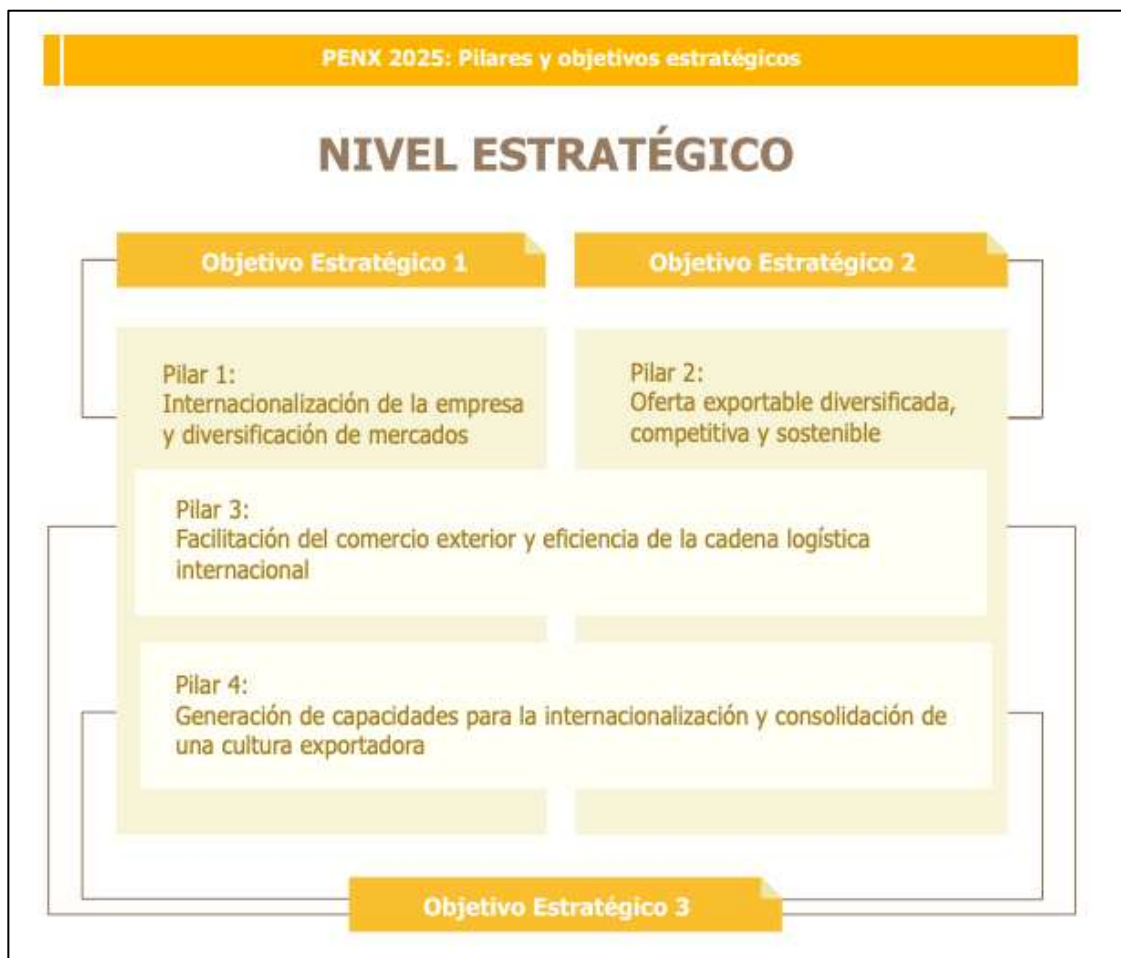 PENX 2025: Pilares y objetivos estratégicos
NIVEL ESTRATÉGICO
Objetivo Estratégico 1
Objetivo Estratégico 2
Pilar 1:
Internacionalización de la empresa
y diversificación de mercados
Pilar 2:
Oferta exportable diversificada,
competitiva y sostenible
Pilar 3:
Facilitación del comercio exterior y eficiencia de la cadena logística
internacional
Pilar 4:
Generación de capacidades para la internacionalización y consolidación de
una cultura exportadora
Objetivo Estratégico 3